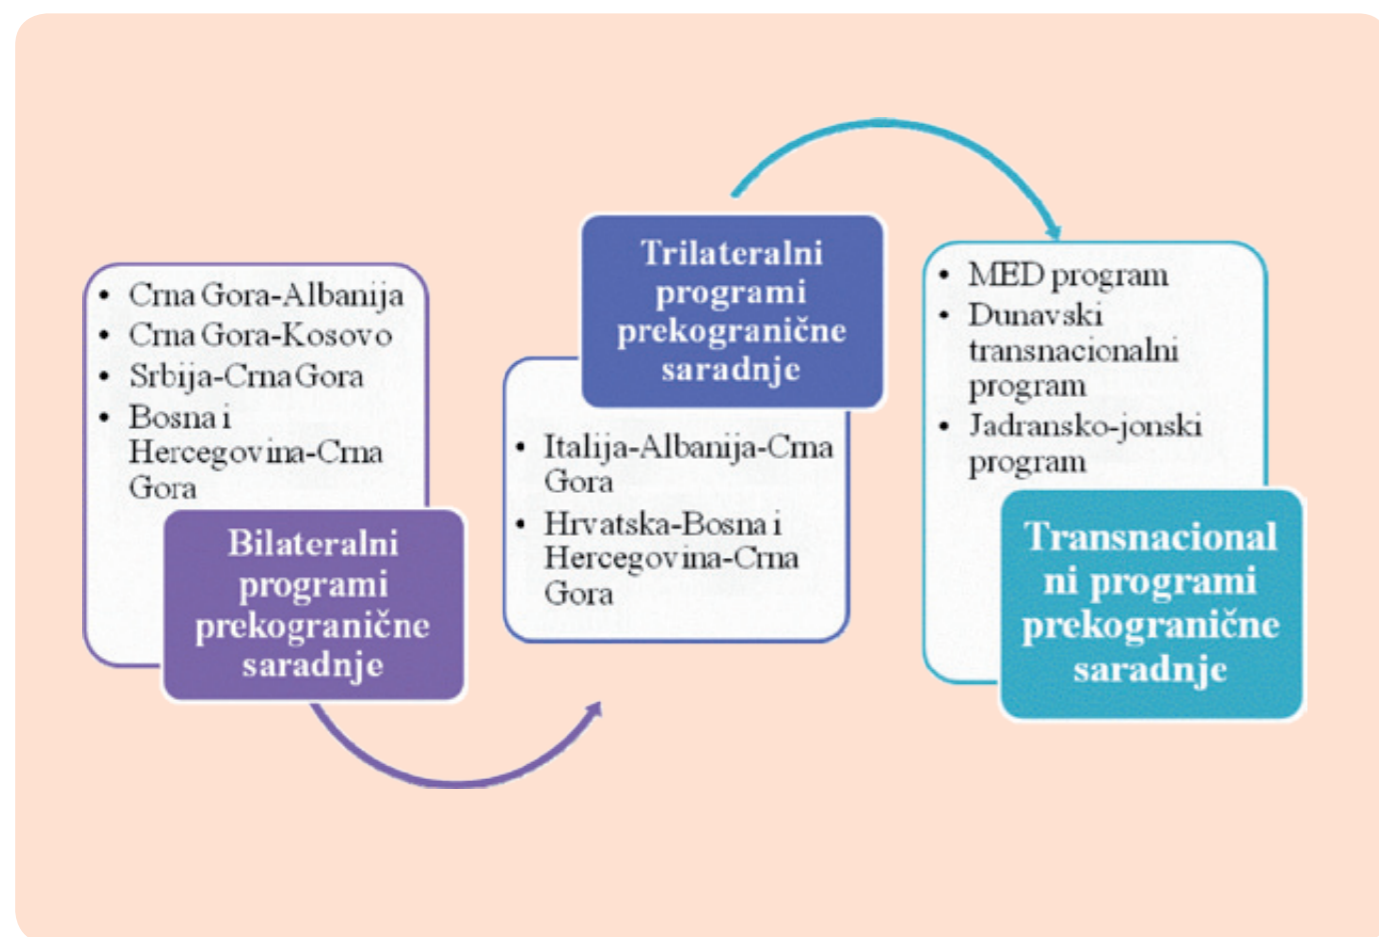 • Crna Gora-Albanija
• Crna Gora-Kosovo
• Srbija-Crna Gora
• Bosna i
Hercegovina-Crna
Gora
Bilateralni
programi
prekogranične
saradnje
Trilateralni
programi
prekogranične
saradnje
• Italija-Albanija-Crna
Gora
• Hrvatska-Bosna i
Hercegovina-Crna
Gora
• MED program
• Dunavski
transnacionalni
program
• Jadransko-jonski
program
Transnacional
ni programi
prekogranične
saradnje